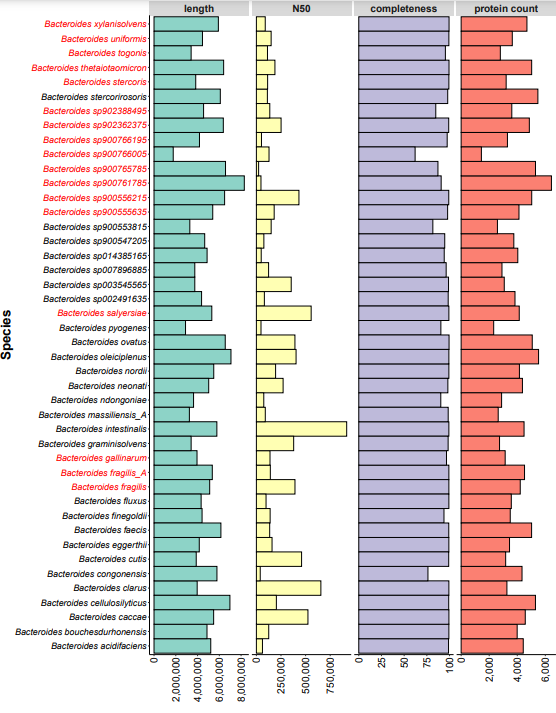 length N50 completeness protein count
Bacteroides xylanisolvens
Bacteroides uniformis
Bacteroides togonis
Bacteroides thetaiotaomicron
Bacteroides stercoris
Bacteroides stercorirosoris
Bacteroides sp902388495
Bacteroides sp902362375
Bacteroides sp900766195
Bacteroides sp900766005
Bacteroides sp900765785
Bacteroides sp900761785
Bacteroides sp900556215
Bacteroides sp900555635
Bacteroides sp900553815
Bacteroides sp900547205
Bacteroides sp014385165
Bacteroides sp007896885
Bacteroides sp003545565
Bacteroides sp002491635
Bacteroides salyersiae
Bacteroides pyogenes
Bacteroides ovatus
Bacteroides oleiciplenus
Bacteroides nordii
Bacteroides neonati
Bacteroides ndongoniae
Bacteroides massiliensis_A
Bacteroides intestinalis
Bacteroides graminisolvens
Bacteroides gallinarum
Bacteroides fragilis_A
Bacteroides fragilis
Bacteroides fluxus
Bacteroides finegoldii
Bacteroides faecis
Bacteroides eggerthii
Bacteroides cutis
Bacteroides congonensis
Bacteroides clarus
Bacteroides cellulosilyticus
Bacteroides caccae
Bacteroides bouchesdurhonensis
Bacteroides acidifaciens
Species
0 2,000,000 4,000,000 6,000,000 8,000,000 0 250,000 500,000 750,000 0 25 50 75 100 0 2,000 4,000 6,000